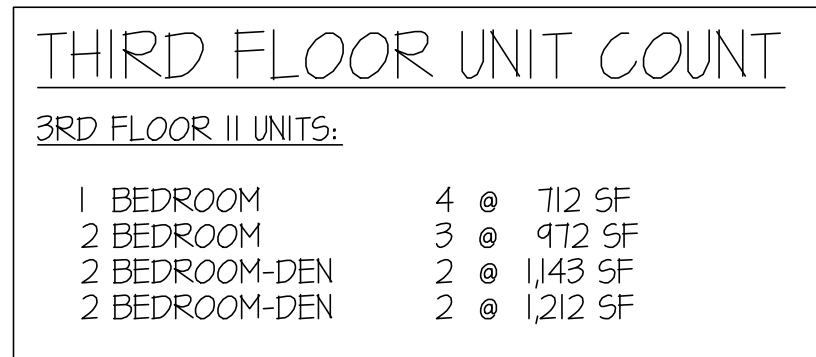 THIRD FLOOR UNIT COUNT
3RD FLOOR 11 UNITS:
1 BEDROOM 4 @ 712 SF
2 BEDROOM 3 @ 972 SF
2 BEDROOM-DEN 2 @ 1,143 SF
2 BEDROOM-DEN 2 @ 1,212 SF